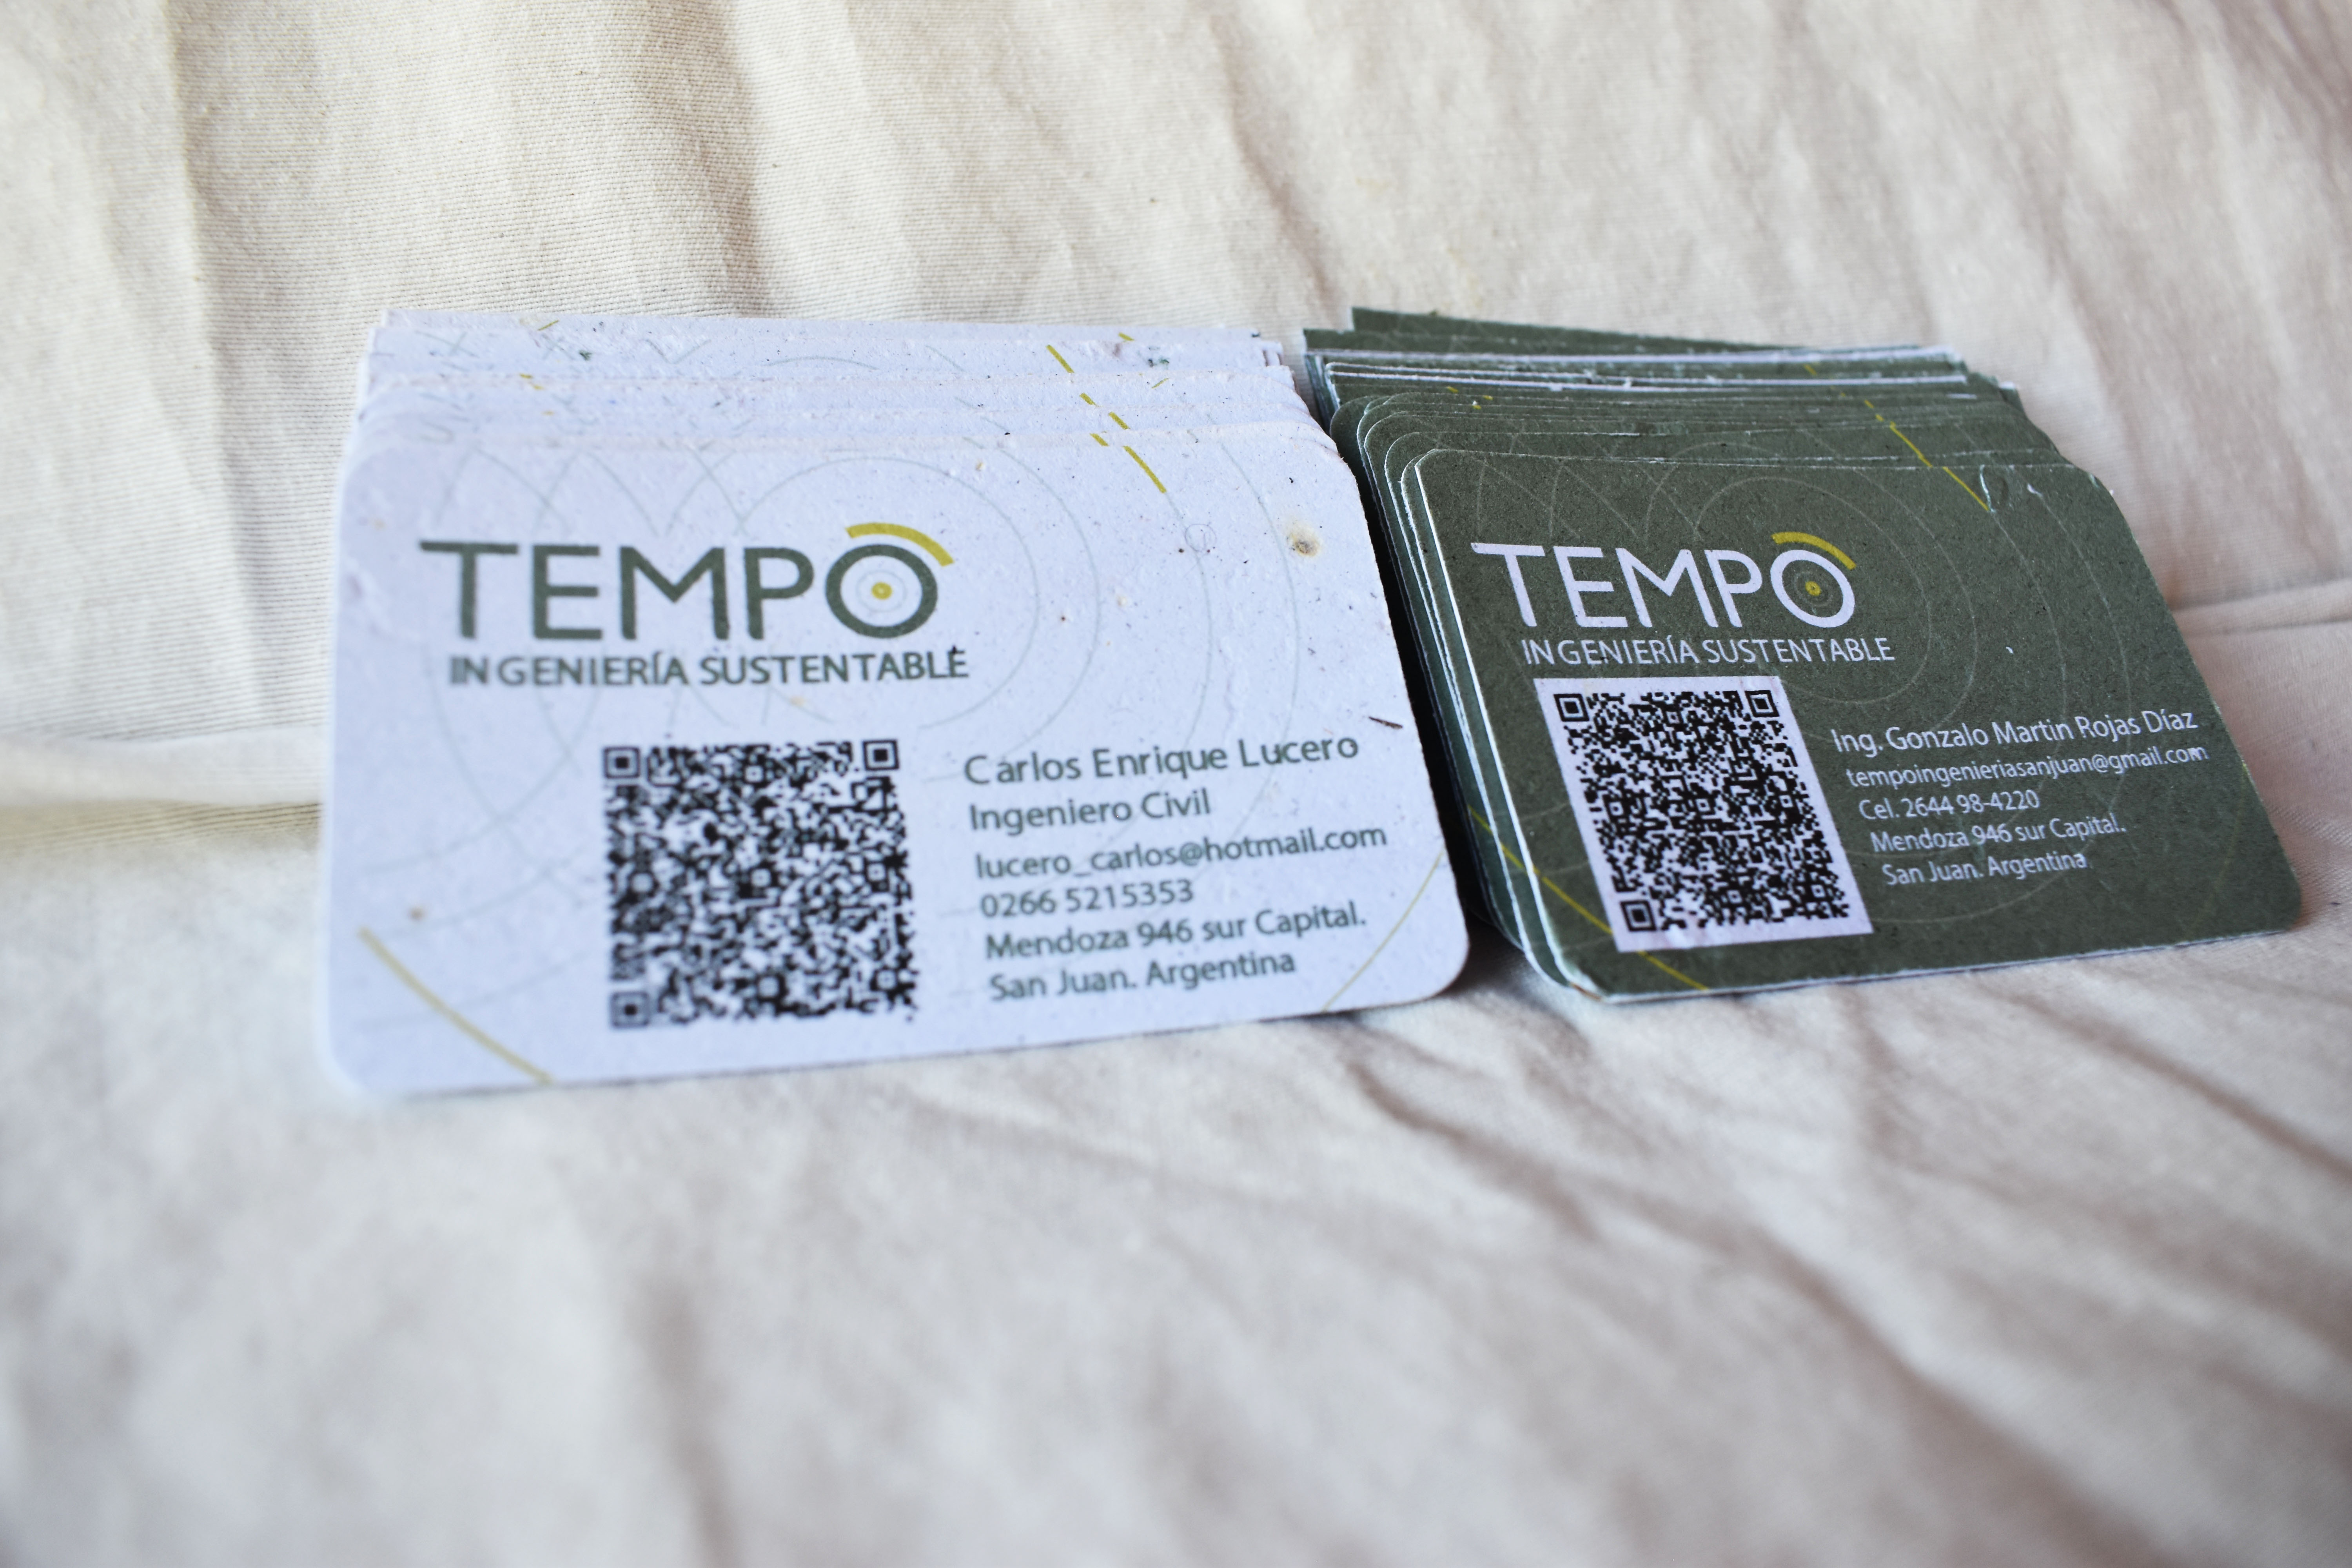 TEMPO
INGENIERÍA SUSTENTABLE
Carlos Enrique Lucero
Ingeniero Civil
lucero_carlos@hotmail.com
0266 5215353
Mendoza 946 sur Capital.
San Juan. Argentina
TEMPO
INGENIERÍA SUSTENTABLE
Ing. Gonzalo Martin Rojas Díaz
tempoingenieriasanjuan@gmail.com
Cel. 2644 98-4220
Mendoza 946 sur Capital.
San Juan. Argentina